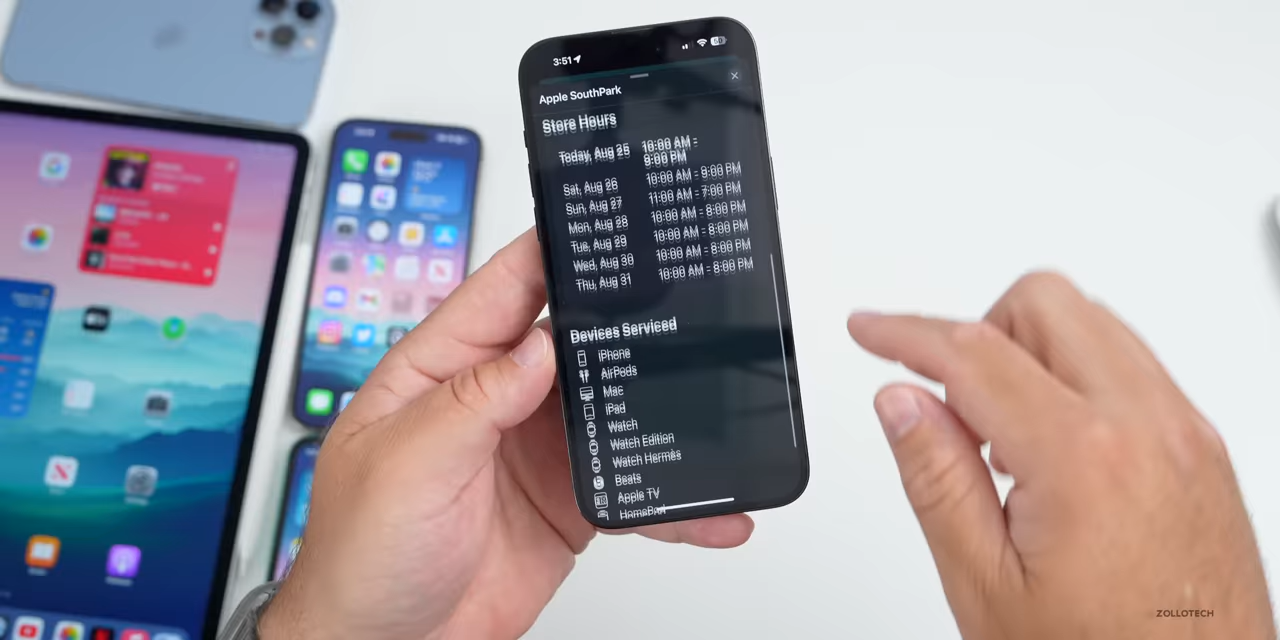 3:51
Apple SouthPark
Store Hours
Today, Aug 25 10:00 AM – 9:00 PM
Sat, Aug 26 10:00 AM – 9:00 PM
Sun, Aug 27 11:00 AM – 7:00 PM
Mon, Aug 28 10:00 AM – 8:00 PM
Tue, Aug 29 10:00 AM – 8:00 PM
Wed, Aug 30 10:00 AM – 8:00 PM
Thu, Aug 31 10:00 AM – 8:00 PM
Devices Serviced
iPhone
AirPods
Mac
iPad
Watch
Watch Edition
Watch Hermès
Beats
Apple TV
HomePod
ZOLLOTECH